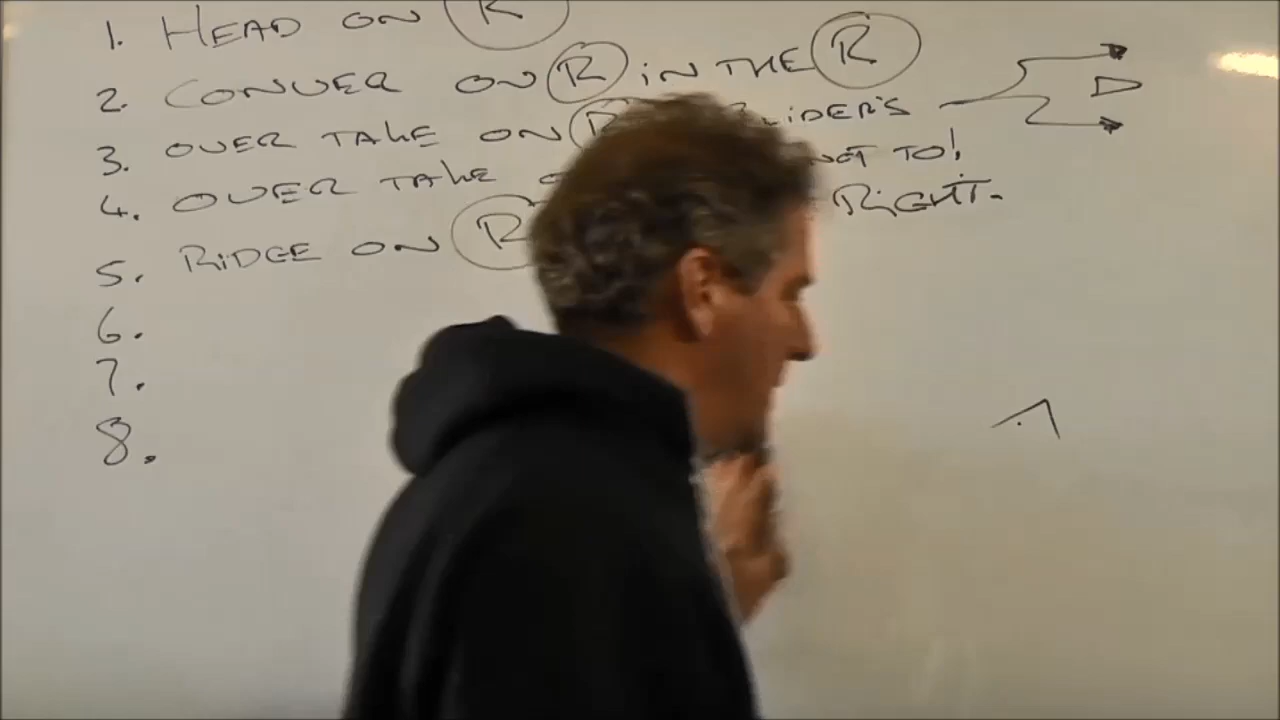 1. HEAD ON R
2. CONVER ON R IN THE R
3. OVER TAKE ON
4. OVER TAKE TO!
5. RIDGE ON R RIGHT.
6.
7.
8.